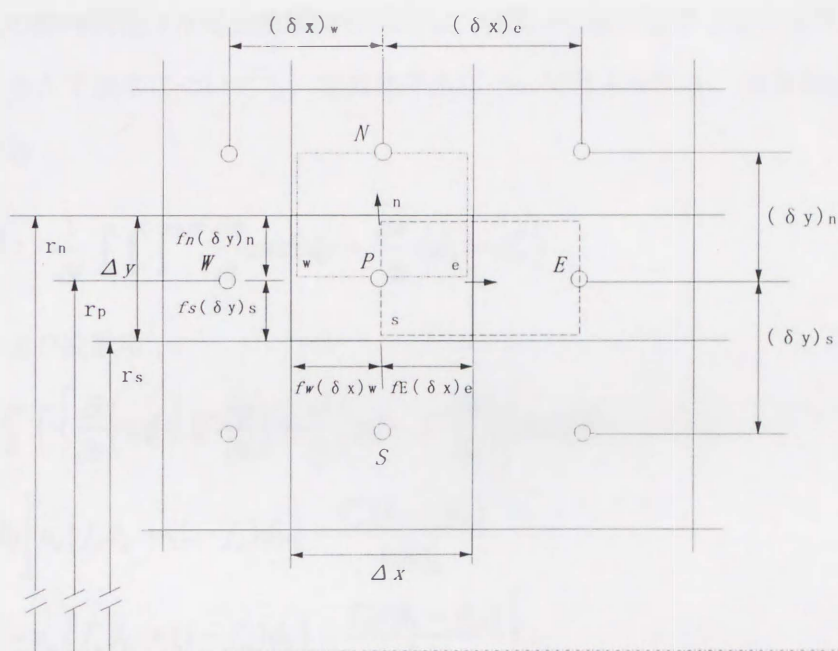 (δx)w (δx)e
N
n
(δy)n
rn fn(δy)n
Δy W w P e E
rp fs(δy)s
s
(δy)s
rs
fw(δx)w fE(δx)e
S
Δx